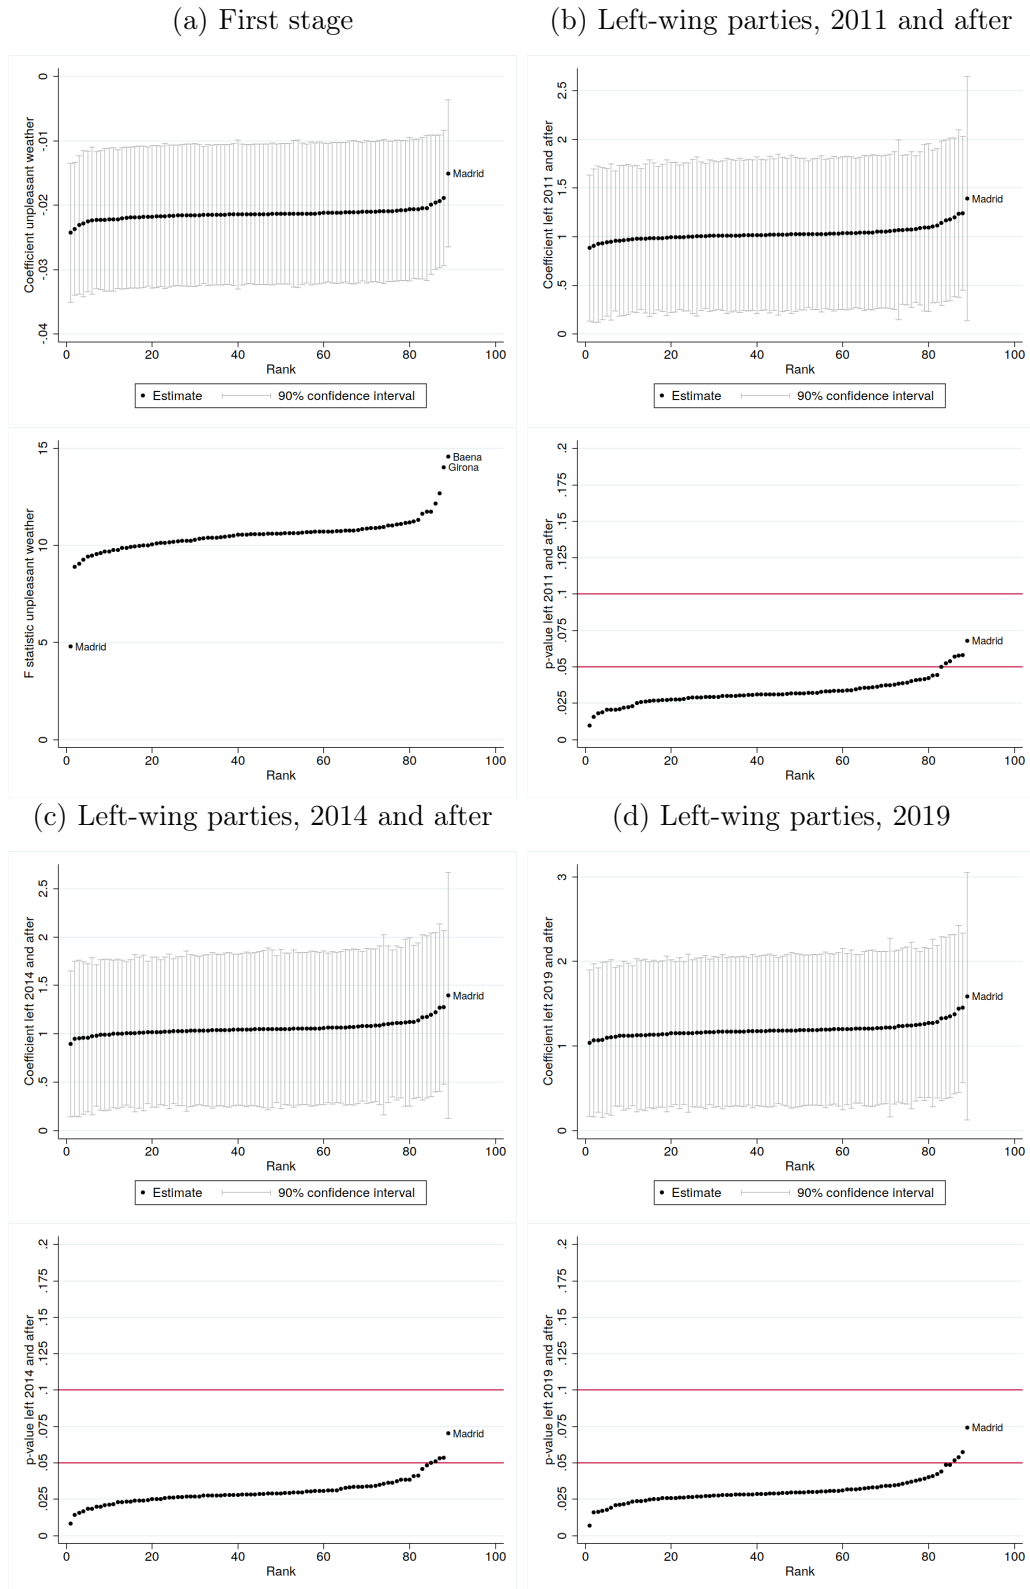 (a) First stage
(b) Left-wing parties, 2011 and after
Coefficient unpleasant weather
0
-.01
-.02
-.03
-.04
Madrid
0 20 40 60 80 100
Rank
Estimate 90% confidence interval
Coefficient left 2011 and after
2.5
2
1.5
1
.5
0
Madrid
0 20 40 60 80 100
Rank
Estimate 90% confidence interval
F statistic unpleasant weather
15
10
5
0
Baena
Girona
Madrid
0 20 40 60 80 100
Rank
p-value left 2011 and after
.2
.175
.15
.125
.1
.075
.05
.025
0
Madrid
0 20 40 60 80 100
Rank
(c) Left-wing parties, 2014 and after
(d) Left-wing parties, 2019
Coefficient left 2014 and after
2.5
2
1.5
1
.5
0
Madrid
0 20 40 60 80 100
Rank
Estimate 90% confidence interval
Coefficient left 2019 and after
3
2
1
0
Madrid
0 20 40 60 80 100
Rank
Estimate 90% confidence interval
p-value left 2014 and after
.2
.175
.15
.125
.1
.075
.05
.025
0
Madrid
0 20 40 60 80 100
Rank
p-value left 2019 and after
.2
.175
.15
.125
.1
.075
.05
.025
0
Madrid
0 20 40 60 80 100
Rank